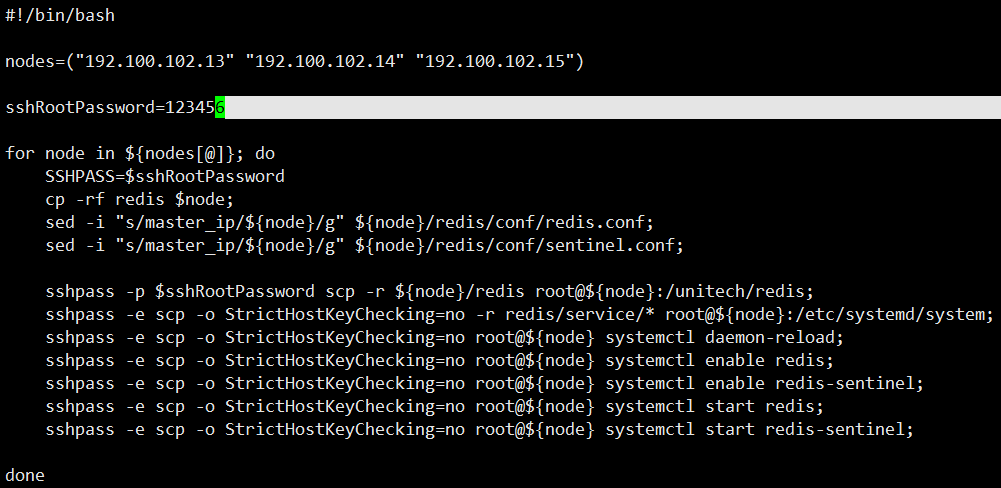 #!/bin/bash
nodes=("192.100.102.13" "192.100.102.14" "192.100.102.15")
sshRootPassword=123456
for node in ${nodes[@]}; do
    SSHPASS=$sshRootPassword
    cp -rf redis $node;
    sed -i "s/master_ip/${node}/g" ${node}/redis/conf/redis.conf;
    sed -i "s/master_ip/${node}/g" ${node}/redis/conf/sentinel.conf;
    sshpass -p $sshRootPassword scp -r ${node}/redis root@${node}:/unitech/redis;
    sshpass -e scp -o StrictHostKeyChecking=no -r redis/service/* root@${node}:/etc/systemd/system;
    sshpass -e scp -o StrictHostKeyChecking=no root@${node} systemctl daemon-reload;
    sshpass -e scp -o StrictHostKeyChecking=no root@${node} systemctl enable redis;
    sshpass -e scp -o StrictHostKeyChecking=no root@${node} systemctl enable redis-sentinel;
    sshpass -e scp -o StrictHostKeyChecking=no root@${node} systemctl start redis;
    sshpass -e scp -o StrictHostKeyChecking=no root@${node} systemctl start redis-sentinel;
done